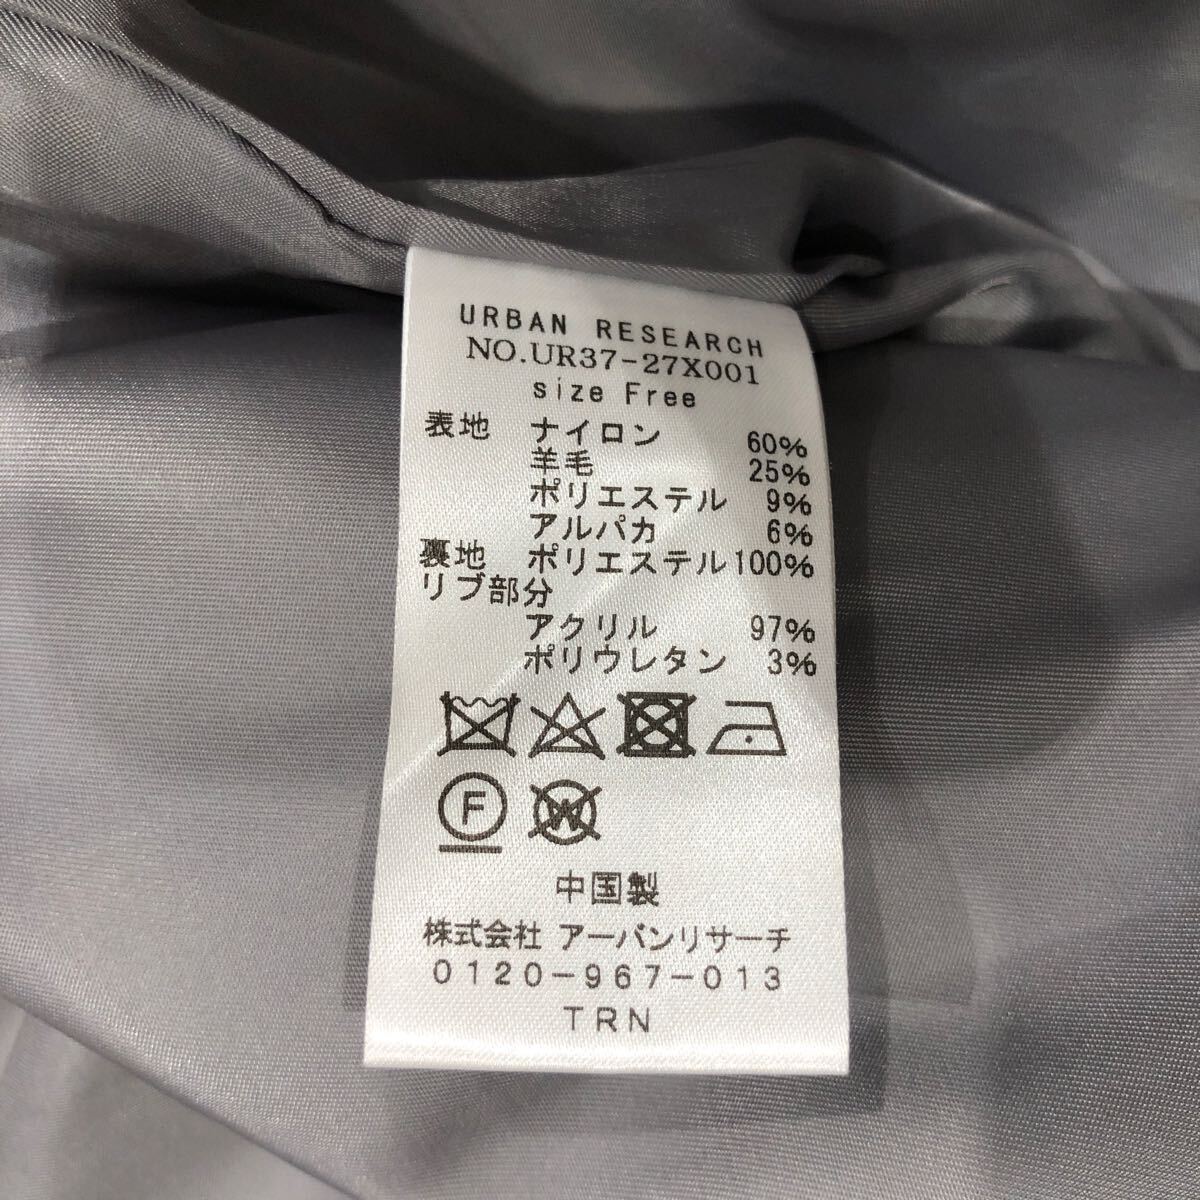 URBAN RESEARCH
NO.UR37-27X001
size Free
表地 ナイロン 60%
羊毛 25%
ポリエステル 9%
アルパカ 6%
裏地 ポリエステル 100%
リブ部分
アクリル 97%
ポリウレタン 3%
F W
中国製
株式会社 アーバンリサーチ
0120-967-013
TRN